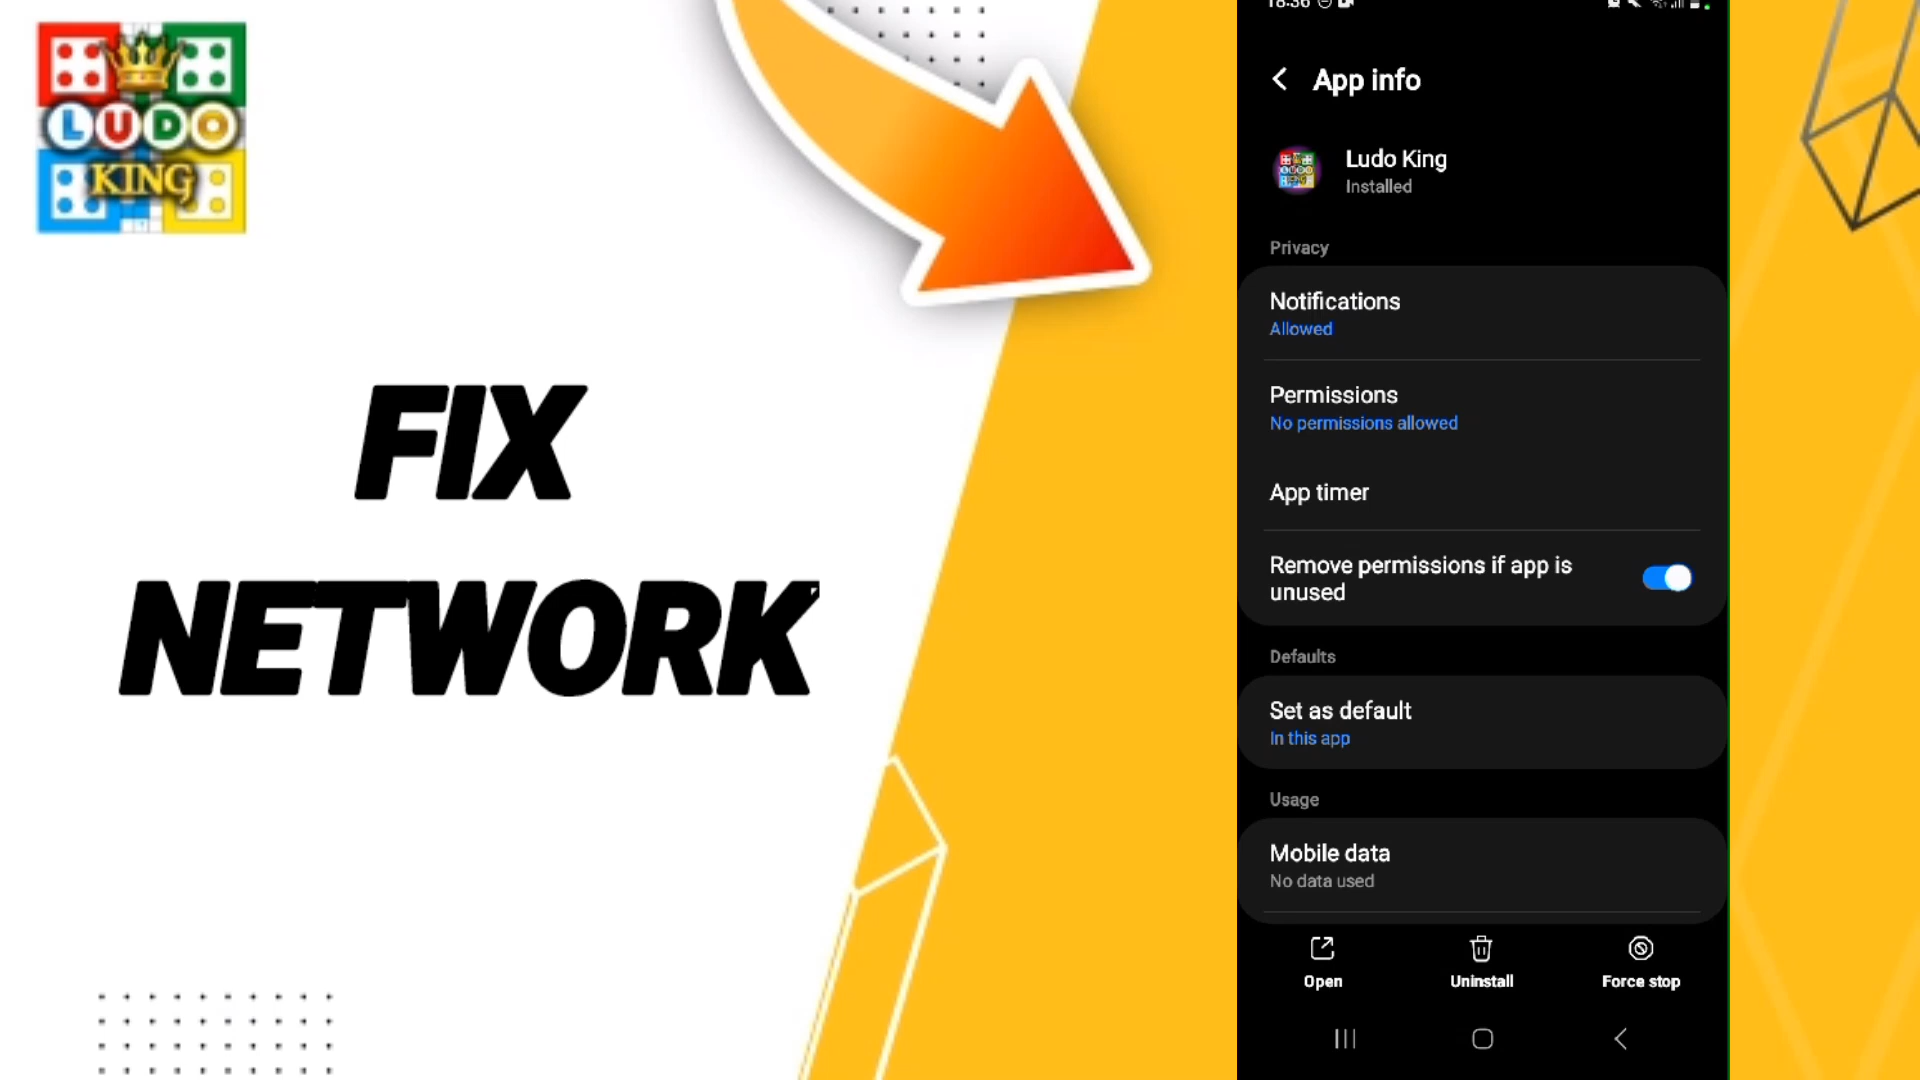 LUDO
KING
FIX
NETWORK
18:36
App info
Ludo King
Installed
Privacy
Notifications
Allowed
Permissions
No permissions allowed
App timer
Remove permissions if app is
unused
Defaults
Set as default
In this app
Usage
Mobile data
No data used
Open
Uninstall
Force stop